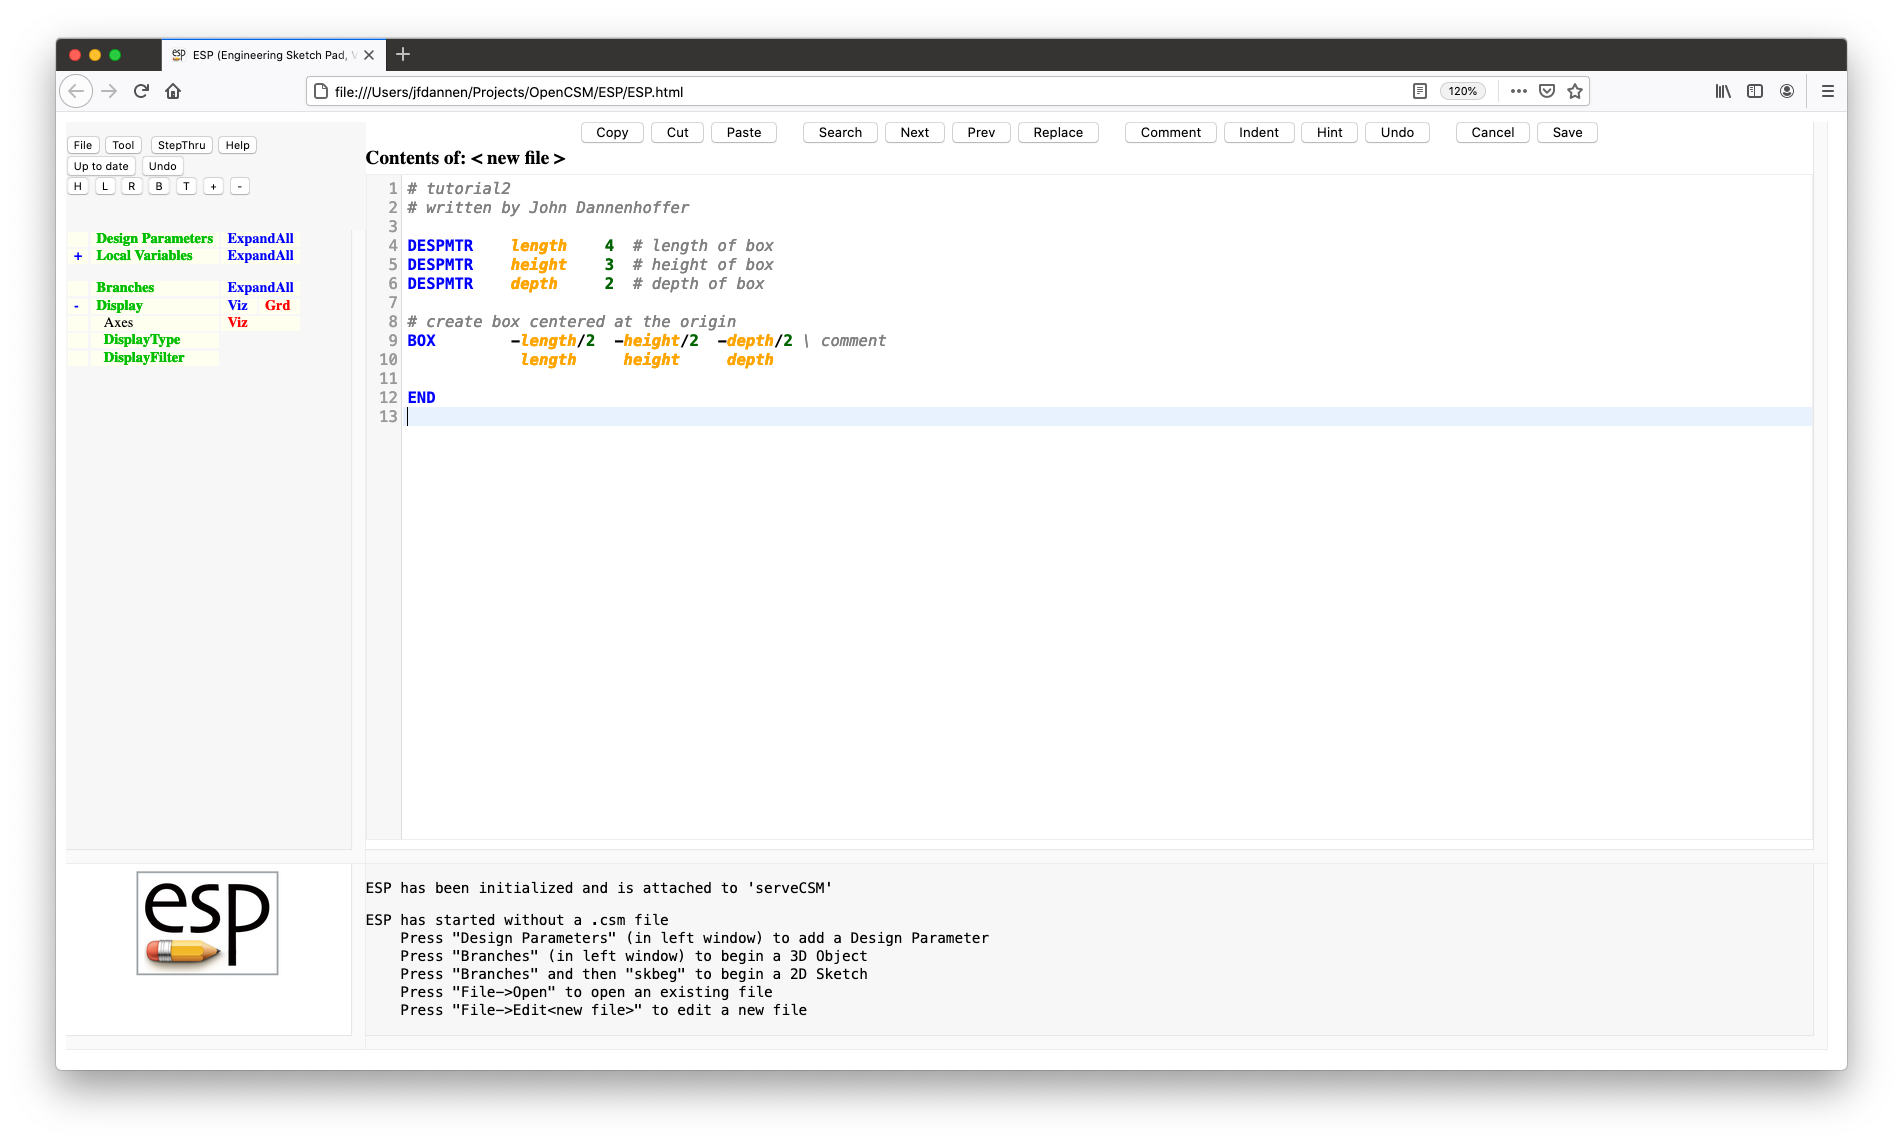 ESP (Engineering Sketch Pad, V
file:///Users/jfdannen/Projects/OpenCSM/ESP/ESP.html
120%
File Tool StepThru Help
Up to date Undo
H L R B T + -
Design Parameters ExpandAll
+ Local Variables ExpandAll
Branches ExpandAll
- Display Viz Grd
Axes Viz
DisplayType
DisplayFilter
Copy Cut Paste Search Next Prev Replace Comment Indent Hint Undo Cancel Save
Contents of: < new file >
1 # tutorial2
2 # written by John Dannenhoffer
3
4 DESPMTR length 4 # length of box
5 DESPMTR height 3 # height of box
6 DESPMTR depth 2 # depth of box
7
8 # create box centered at the origin
9 BOX -length/2 -height/2 -depth/2 \ comment
10 length height depth
11
12 END
13
esp
ESP has been initialized and is attached to 'serveCSM'
ESP has started without a .csm file
Press "Design Parameters" (in left window) to add a Design Parameter
Press "Branches" (in left window) to begin a 3D Object
Press "Branches" and then "skbeg" to begin a 2D Sketch
Press "File->Open" to open an existing file
Press "File->Edit<new file>" to edit a new file